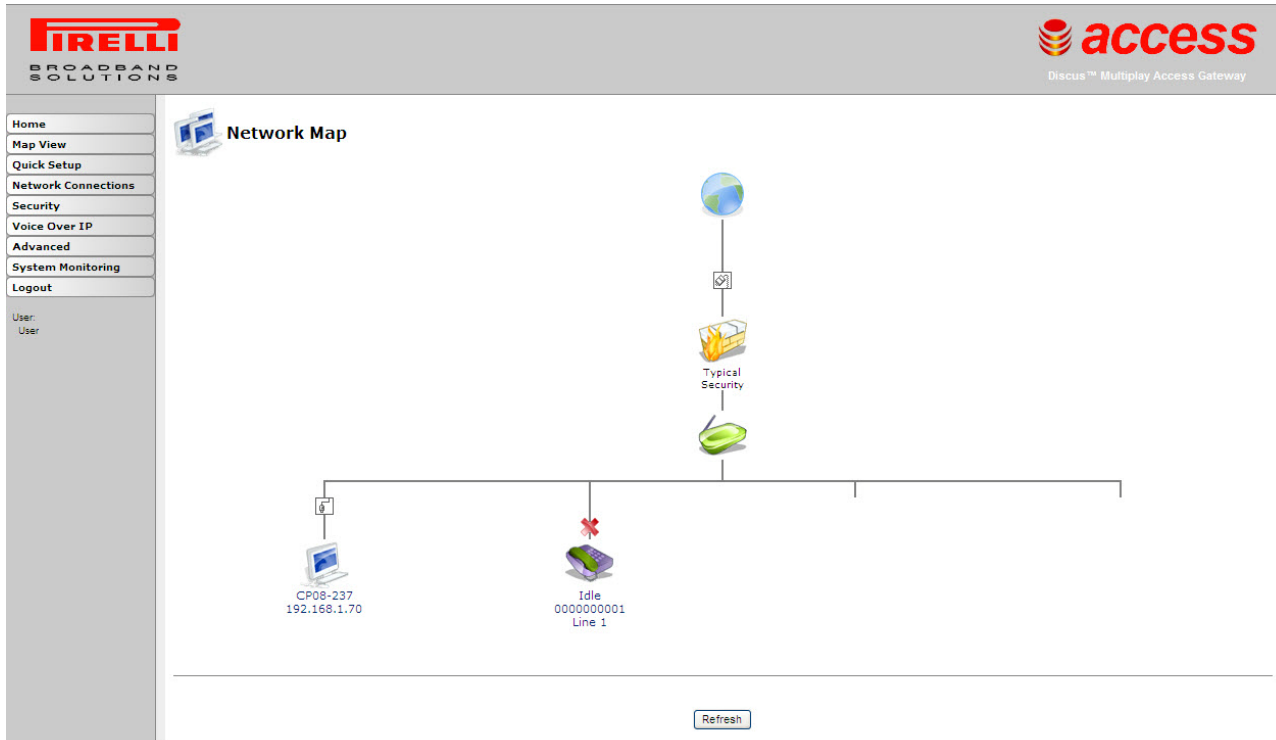 PIRELLI
BROADBAND
SOLUTIONS
access
Discus™ Multiplay Access Gateway
Home
Map View
Quick Setup
Network Connections
Security
Voice Over IP
Advanced
System Monitoring
Logout
User:
User
Network Map
Typical
Security
CP08-237
192.168.1.70
Idle
0000000001
Line 1
Refresh